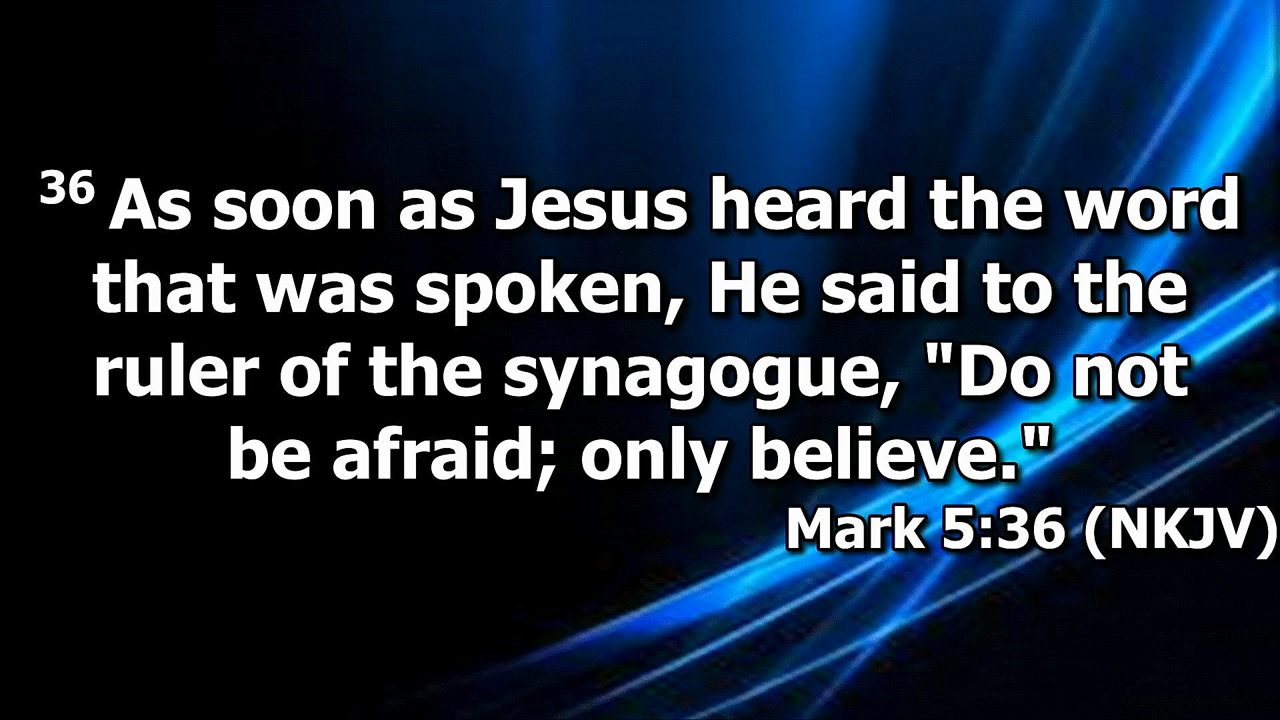 36 As soon as Jesus heard the word
that was spoken, He said to the
ruler of the synagogue, "Do not
be afraid; only believe."
Mark 5:36 (NKJV)